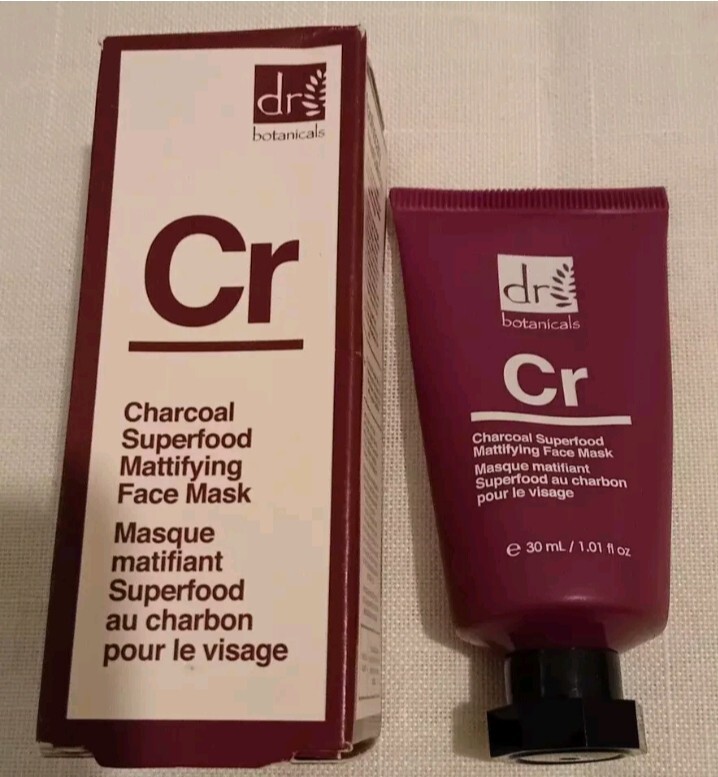 dr
botanicals
Cr
Charcoal
Superfood
Mattifying
Face Mask
Masque
matifiant
Superfood
au charbon
pour le visage
dr
botanicals
Cr
Charcoal Superfood
Mattifying Face Mask
Masque matifiant
Superfood au charbon
pour le visage
e 30 mL / 1.01 fl oz